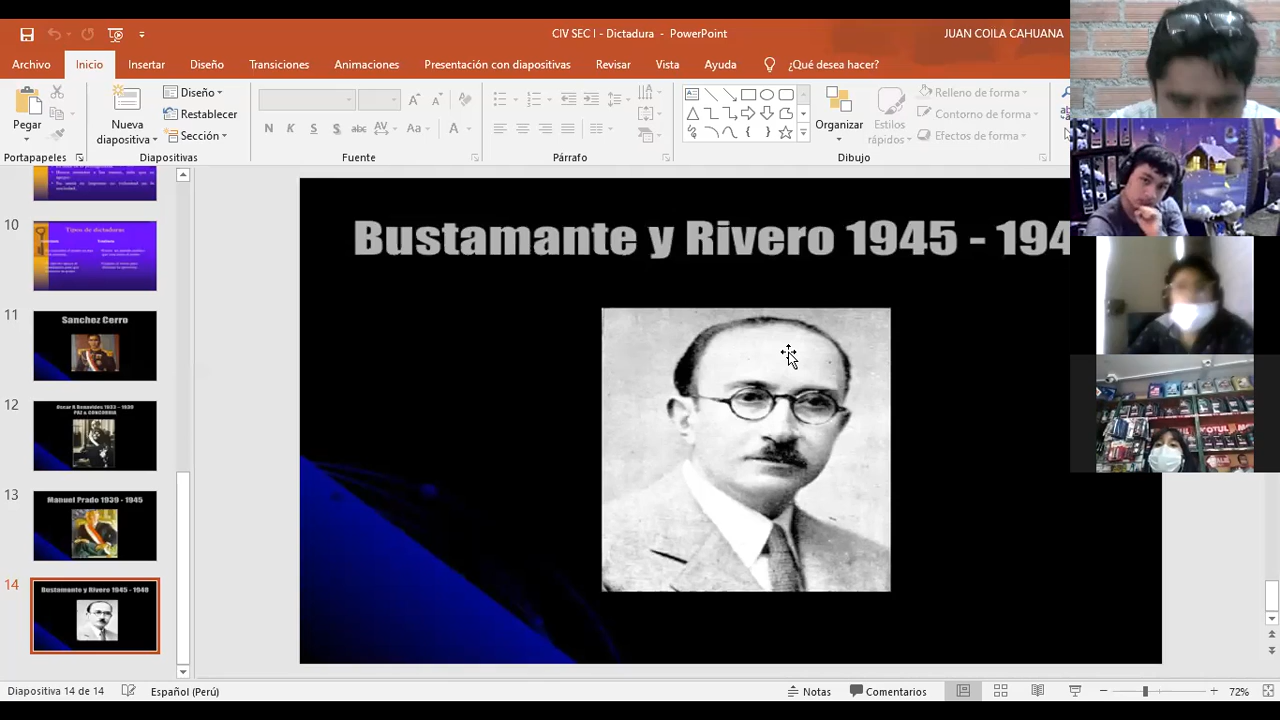 CIV SEC I - Dictadura - PowerPoint
JUAN COILA CAHUANA
Archivo Inicio Insertar Diseño Transiciones Animaciones Presentación con diapositivas Revisar Vista Ayuda ¿Qué desea hacer?
Pegar
Nueva diapositiva
Diseño
Restablecer
Sección
N K S S abc AV Aa A
Organizar
Estilos rápidos
Relleno de forma
Contorno de forma
Efectos de forma
Portapapeles Diapositivas Fuente Párrafo Dibujo
10
Tipos de dictaduras
11
Sanchez Cerro
12
Oscar R Benavides 1933 - 1939
PAZ & CONCORDIA
13
Manuel Prado 1939 - 1945
14
Bustamante y Rivero 1945 - 1948
Bustamante y Rivero 1945 - 194
MOTUL
Diapositiva 14 de 14 Español (Perú) Notas Comentarios 72%